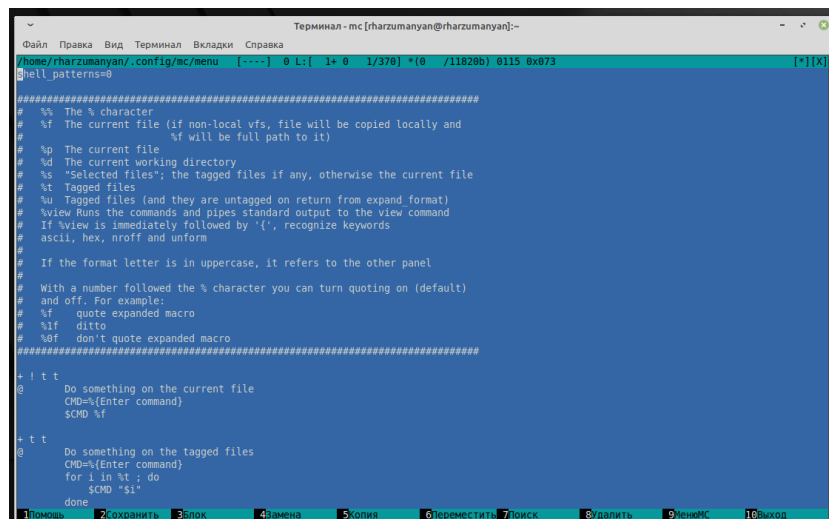 Терминал - mc [rharzumanyan@rharzumanyan]:~
Файл Правка Вид Терминал Вкладки Справка
/home/rharzumanyan/.config/mc/menu [----] 0 L:[ 1+ 0 1/370] *(0 /11820b) 0115 0x073 [*][X]
shell_patterns=0
###############################################################################
# %% The % character
# %f The current file (if non-local vfs, file will be copied locally and
# %f will be full path to it)
# %p The current file
# %d The current working directory
# %s "Selected files"; the tagged files if any, otherwise the current file
# %t Tagged files
# %u Tagged files (and they are untagged on return from expand_format)
# %view Runs the commands and pipes standard output to the view command
# If %view is immediately followed by '{', recognize keywords
# ascii, hex, nroff and unform
#
# If the format letter is in uppercase, it refers to the other panel
#
# With a number followed the % character you can turn quoting on (default)
# and off. For example:
# %f quote expanded macro
# %1f ditto
# %0f don't quote expanded macro
###############################################################################
+ ! t t
@ Do something on the current file
CMD=%{Enter command}
$CMD %f
+ t t
@ Do something on the tagged files
CMD=%{Enter command}
for i in %t ; do
$CMD "$i"
done
1Помощь 2Сохранить 3Блок 4Замена 5Копия 6Переместить 7Поиск 8Удалить 9МенюМС 10Выход